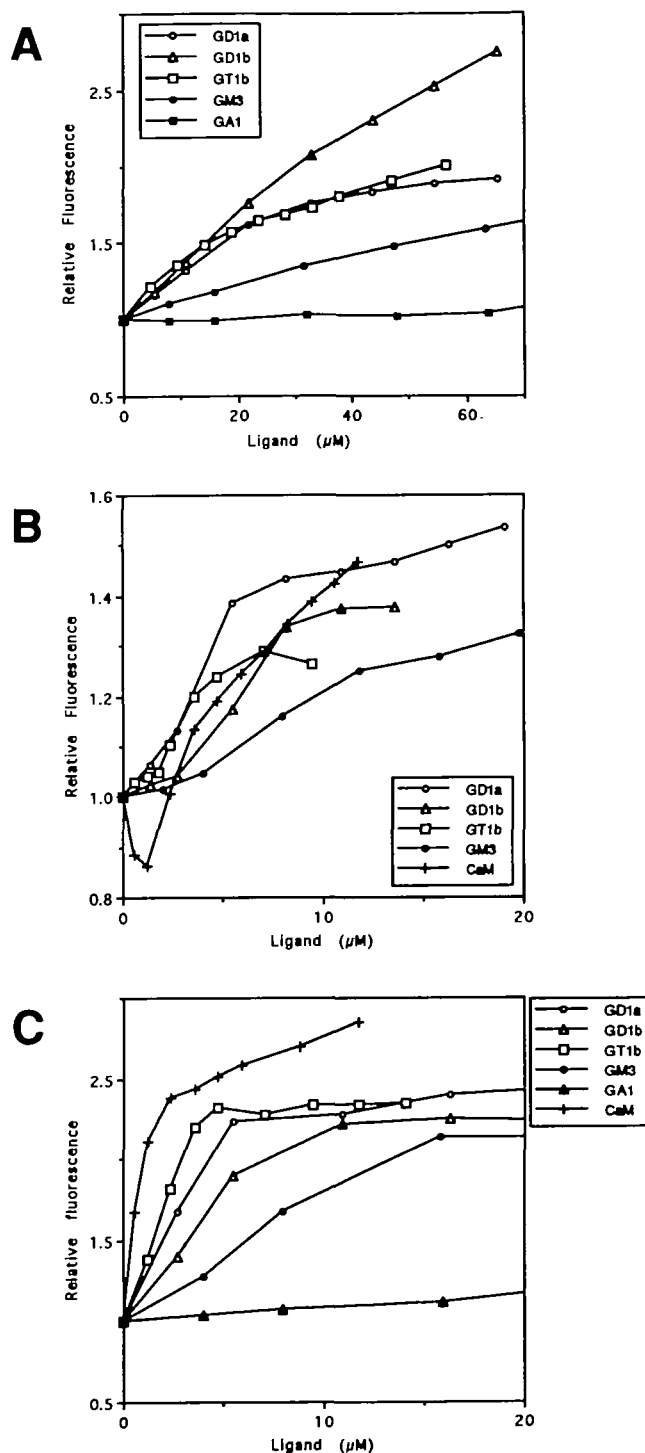 A
GD1a
GD1b
GT1b
GM3
GA1
2.5
1.5
0.5
Relative Fluorescence
0 20 40 60
Ligand (µM)
B
1.6
1.4
1.2
1.0
0.8
Relative Fluorescence
GD1a
GD1b
GT1b
GM3
CaM
0 10 20
Ligand (µM)
C
GD1a
GD1b
GT1b
GM3
GA1
CaM
2.5
1.5
0.5
Relative fluorescence
0 10 20
Ligand (µM)